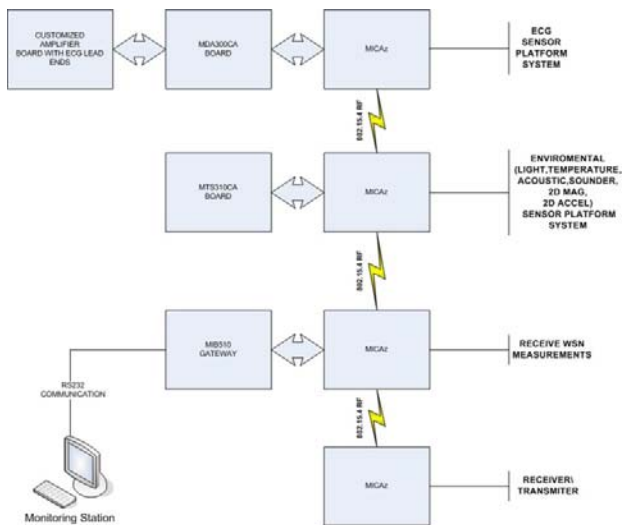 CUSTOMIZED
AMPLIFIER
BOARD WITH ECG LEAD
ENDS
MDA300CA
BOARD
MICAz
ECG
SENSOR
PLATFORM
SYSTEM
802.15.4 RF
MTS310CA
BOARD
MICAz
ENVIROMENTAL
(LIGHT,TEMPERATURE,
ACOUSTIC,SOUNDER,
2D MAG,
2D ACCEL)
SENSOR PLATFORM
SYSTEM
802.15.4 RF
MIB510
GATEWAY
MICAz
RECEIVE WSN
MEASUREMENTS
RS232
COMMUNICATION
802.15.4 RF
MICAz
RECEIVER\
TRANSMITER
Monitoring Station